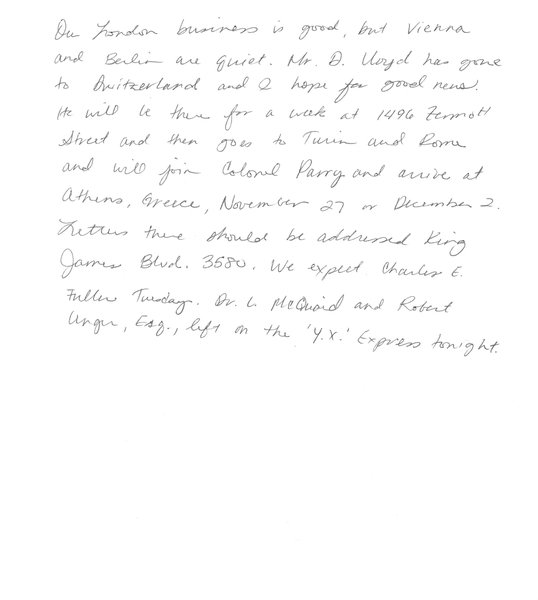 Our London business is good, but Vienna
and Berlin are quiet. Mr. D. Lloyd has gone
to Switzerland and I hope for good news.
He will be there for a week at 1496 Zermott
Street and then goes to Turin and Rome
and will join Colonel Parry and arrive at
Athens, Greece, November 27 or December 2.
Letters there should be addressed King
James Blvd. 3580. We expect Charles E.
Fuller Tuesday. Dr. L. McQuaid and Robert
Unger, Esq., left on the 'Y.X.' Express tonight.